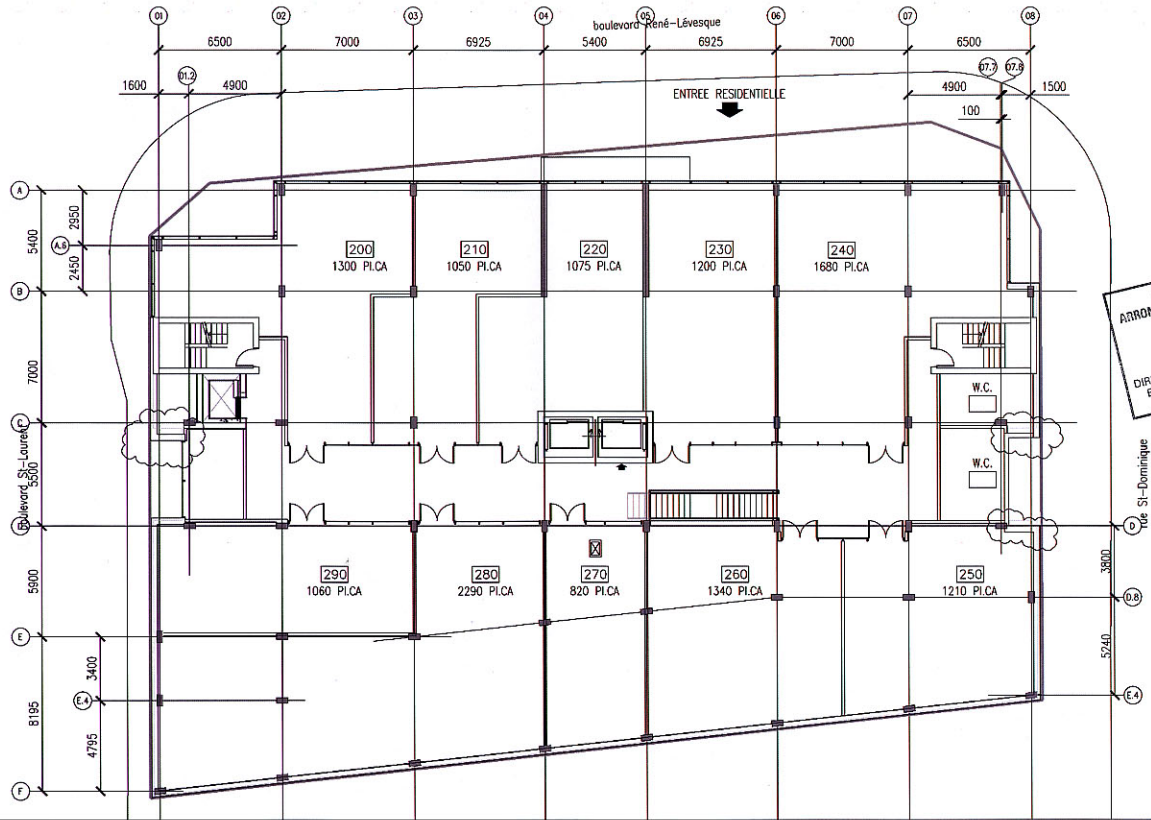 01 02 03 04 05 06 07 08
boulevard René-Lévesque
6500 7000 6925 5400 6925 7000 6500
01.2 07.7 07.8
1600 4900 ENTREE RESIDENTIELLE 4900 1500
100
A
2950
5400
A.6
2450
200 210 220 230 240
1300 PI.CA 1050 PI.CA 1075 PI.CA 1200 PI.CA 1680 PI.CA
B
7000
W.C.
C
boulevard St-Laurent
5500
W.C.
rue St-Dominique
D D
5900
290 280 270 260 250
1060 PI.CA 2290 PI.CA 820 PI.CA 1340 PI.CA 1210 PI.CA
3800
D.8
E
3400
5240
E.4 E.4
8195
4795
F